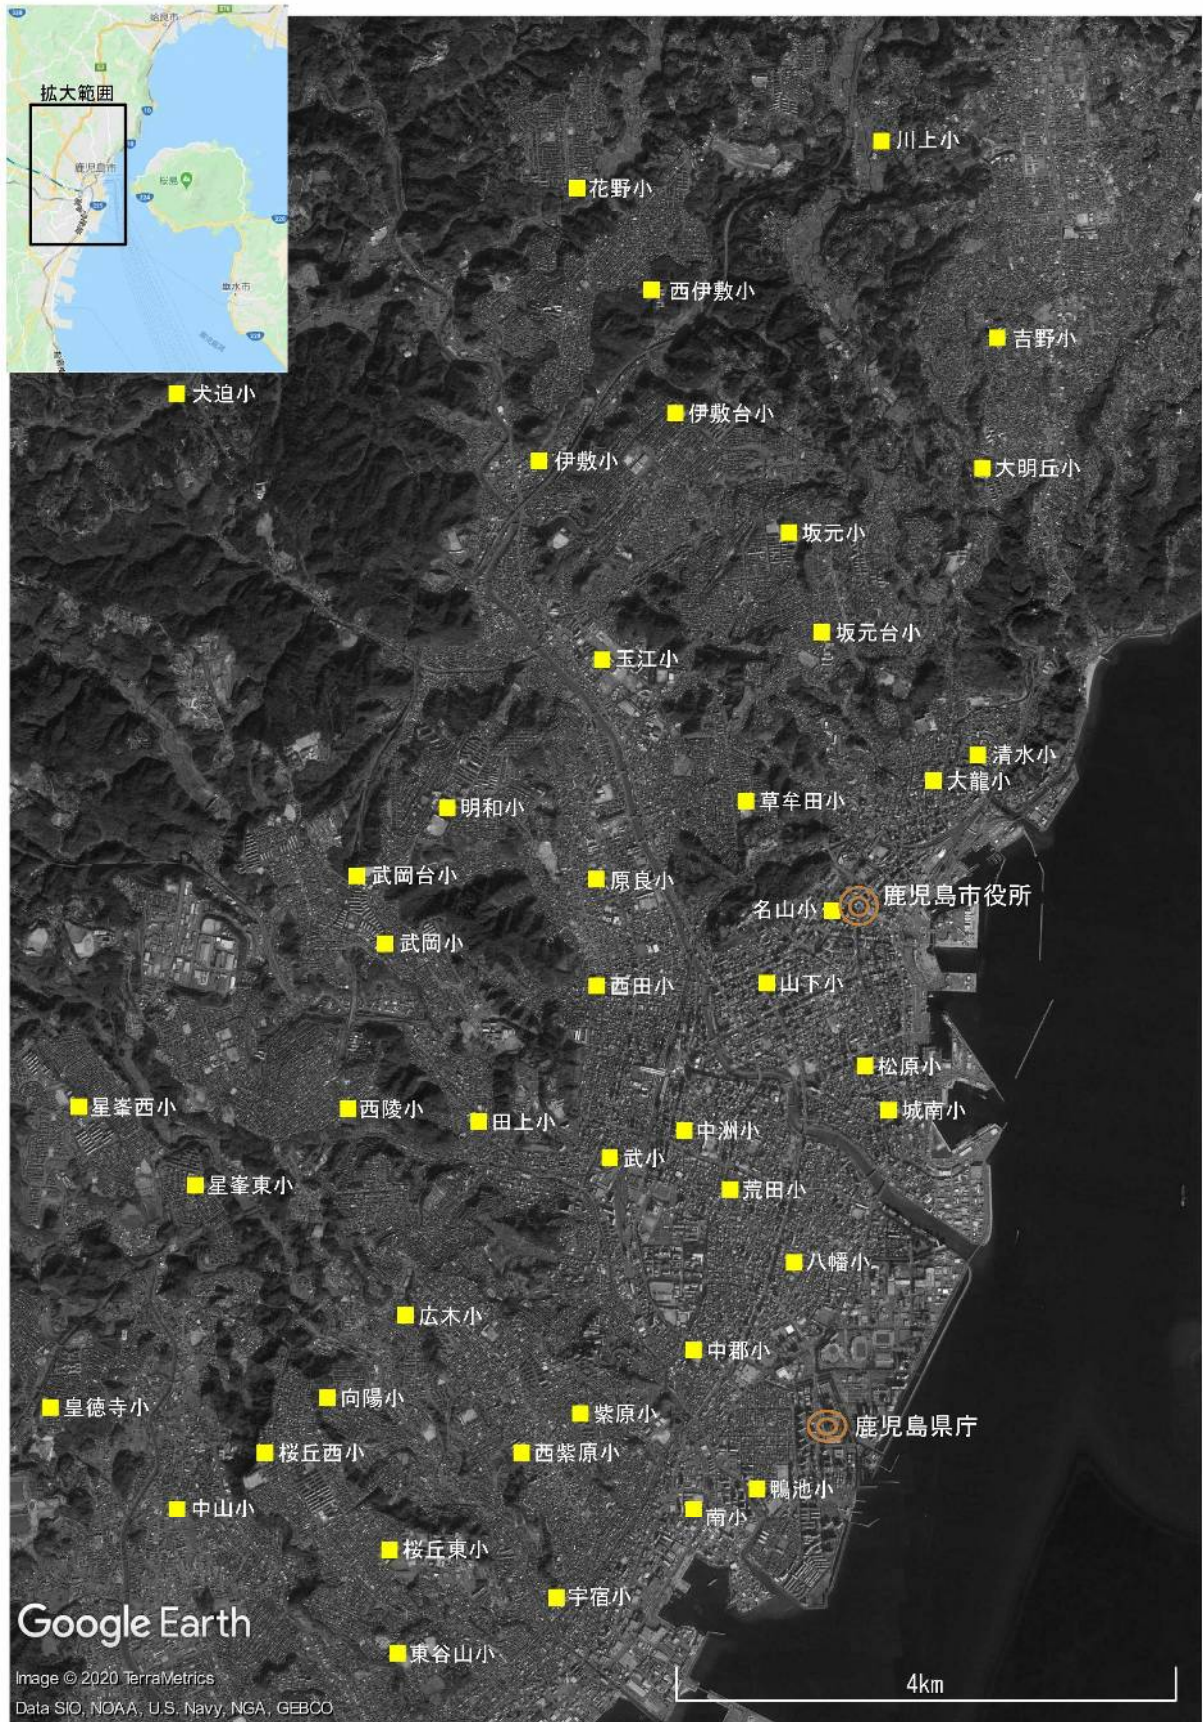 姶良市
拡大範囲
鹿児島市
桜島
垂水市
川上小
花野小
西伊敷小
吉野小
犬迫小
伊敷台小
伊敷小
大明丘小
坂元小
坂元台小
玉江小
清水小
大龍小
草牟田小
明和小
武岡台小
原良小
鹿児島市役所
名山小
武岡小
西田小
山下小
松原小
星峯西小
西陵小
城南小
田上小
中洲小
武小
星峯東小
荒田小
八幡小
広木小
中郡小
向陽小
皇徳寺小
紫原小
鹿児島県庁
桜丘西小
西紫原小
鴨池小
中山小
南小
桜丘東小
宇宿小
Google Earth
東谷山小
Image © 2020 TerraMetrics
4km
Data SIO, NOAA, U.S. Navy, NGA, GEBCO